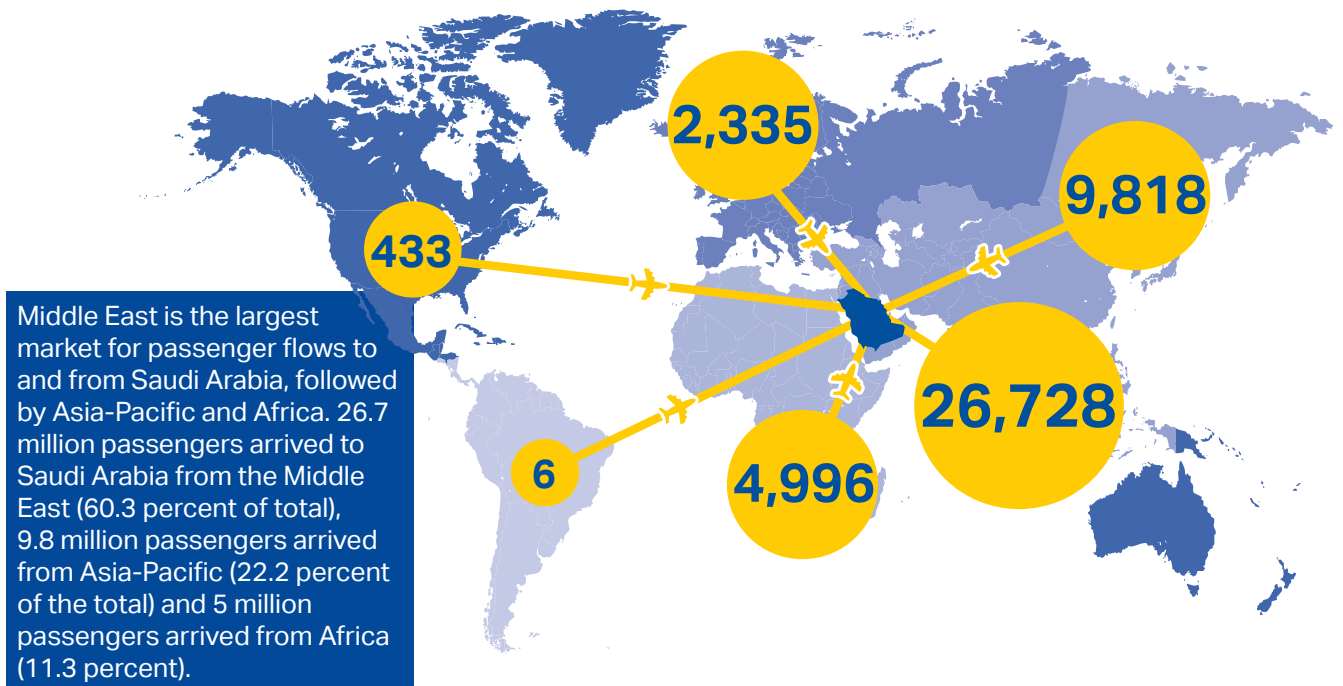 2,335
9,818
433
Middle East is the largest
market for passenger flows to
and from Saudi Arabia, followed
by Asia-Pacific and Africa. 26.7
million passengers arrived to
Saudi Arabia from the Middle
East (60.3 percent of total),
9.8 million passengers arrived
from Asia-Pacific (22.2 percent
of the total) and 5 million
passengers arrived from Africa
(11.3 percent).
26,728
6
4,996